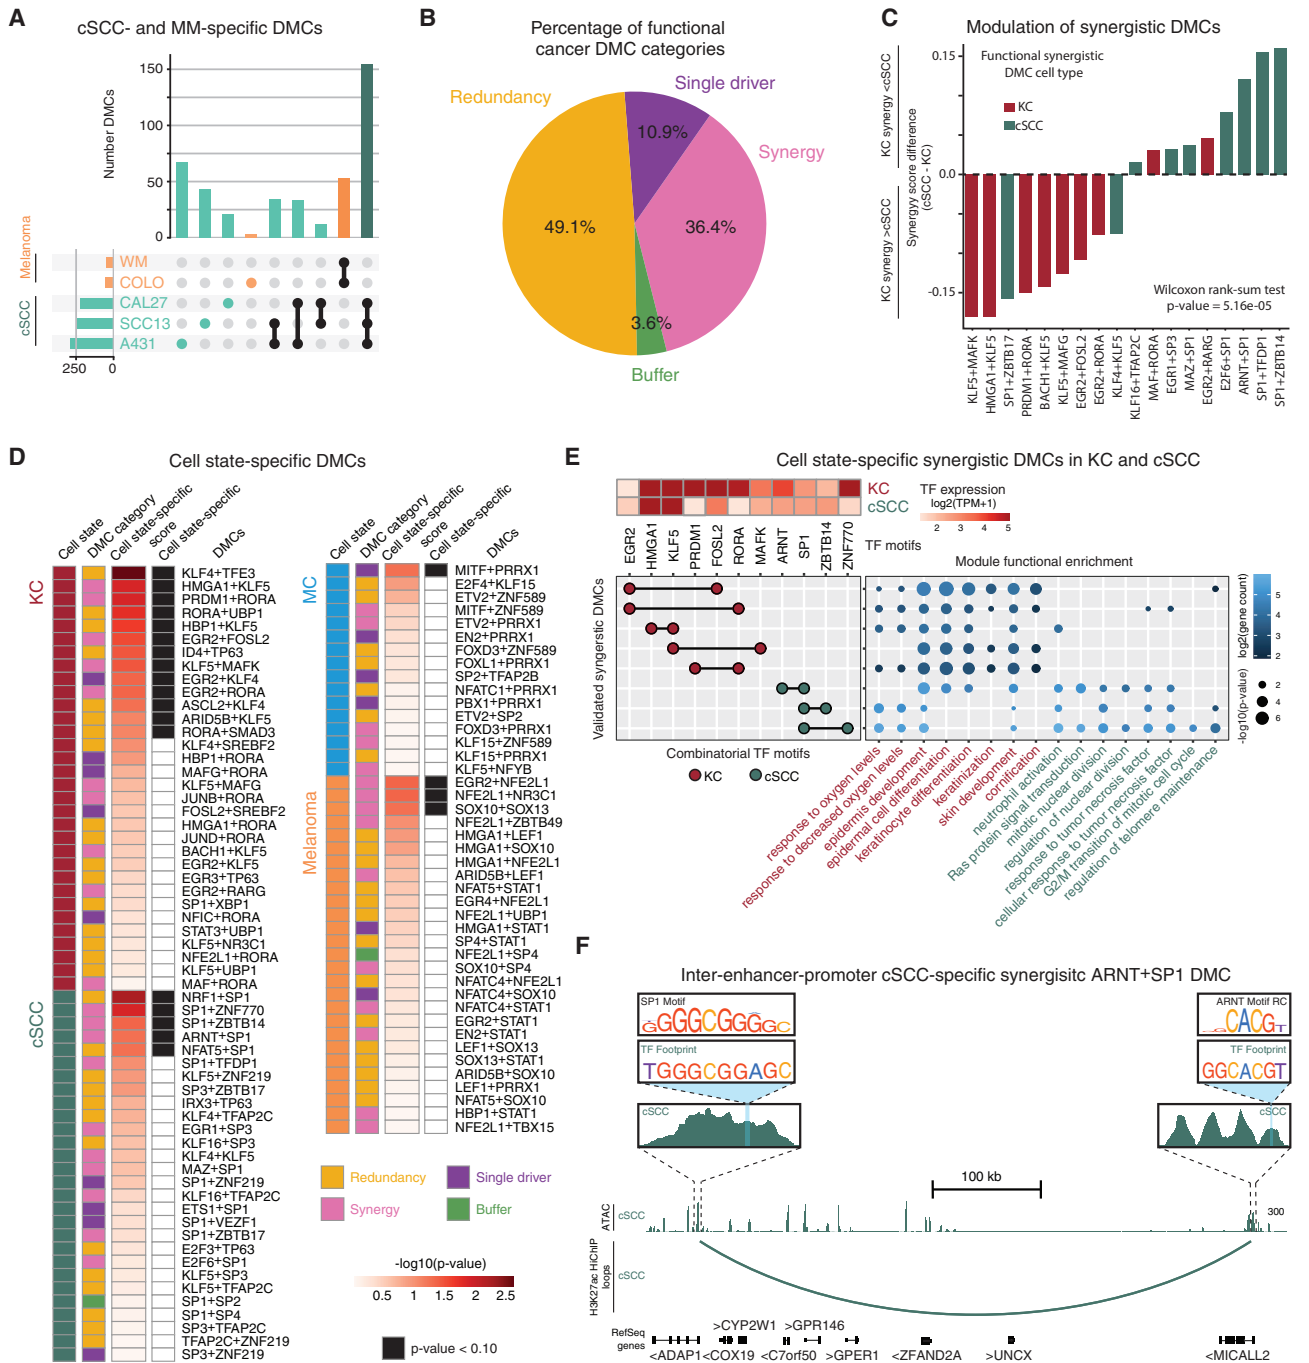 A
cSCC- and MM-specific DMCs
Number DMCs
150
100
50
0
Melanoma
cSCC
WM
COLO
CAL27
SCC13
A431
250
0
B
Percentage of functional
cancer DMC categories
Redundancy
Single driver
Synergy
Buffer
10.9%
49.1%
36.4%
3.6%
C
Modulation of synergistic DMCs
KC synergy <cSCC
KC synergy >cSCC
Synergyy score difference
(cSCC - KC)
0.15
0.0
-0.15
Functional synergistic
DMC cell type
KC
cSCC
Wilcoxon rank-sum test
p-value = 5.16e-05
KLF5+MAFK
HMGA1+KLF5
SP1+ZBTB17
PRDM1+RORA
BACH1+KLF5
KLF5+MAFG
EGR2+FOSL2
EGR2+RORA
KLF4+KLF5
KLF16+TFAP2C
MAF+RORA
EGR1+SP3
MAZ+SP1
EGR2+RARG
E2F6+SP1
ARNT+SP1
SP1+TFDP1
SP1+ZBTB14
D
Cell state-specific DMCs
Cell state
DMC category
Cell state-specific
score
Cell state-specific
DMCs
KC
KLF4+TFE3
HMGA1+KLF5
PRDM1+RORA
RORA+UBP1
HBP1+KLF5
EGR2+FOSL2
ID4+TP63
KLF5+MAFK
EGR2+KLF4
EGR2+RORA
ASCL2+KLF4
ARID5B+KLF5
RORA+SMAD3
KLF4+SREBF2
HBP1+RORA
MAFG+RORA
KLF5+MAFG
JUNB+RORA
FOSL2+SREBF2
HMGA1+RORA
JUND+RORA
BACH1+KLF5
EGR2+KLF5
EGR3+TP63
EGR2+RARG
SP1+XBP1
NFIC+RORA
STAT3+UBP1
KLF5+NR3C1
NFE2L1+RORA
KLF5+UBP1
MAF+RORA
cSCC
NRF1+SP1
SP1+ZNF770
SP1+ZBTB14
ARNT+SP1
NFAT5+SP1
SP1+TFDP1
KLF5+ZNF219
SP3+ZBTB17
IRX3+TP63
KLF4+TFAP2C
EGR1+SP3
KLF16+SP3
KLF4+KLF5
MAZ+SP1
SP1+ZNF219
KLF16+TFAP2C
ETS1+SP1
SP1+VEZF1
SP1+ZBTB17
E2F3+TP63
E2F6+SP1
KLF5+SP3
KLF5+TFAP2C
SP1+SP2
SP1+SP4
SP3+TFAP2C
TFAP2C+ZNF219
SP3+ZNF219
Cell state
DMC category
Cell state-specific
score
Cell state-specific
DMCs
MC
MITF+PRRX1
E2F4+KLF15
ETV2+ZNF589
MITF+ZNF589
ETV2+PRRX1
EN2+PRRX1
FOXD3+ZNF589
FOXL1+PRRX1
SP2+TFAP2B
NFATC1+PRRX1
PBX1+PRRX1
ETV2+SP2
FOXD3+PRRX1
KLF15+ZNF589
KLF15+PRRX1
KLF5+NFYB
Melanoma
EGR2+NFE2L1
NFE2L1+NR3C1
SOX10+SOX13
NFE2L1+ZBTB49
HMGA1+LEF1
HMGA1+SOX10
HMGA1+NFE2L1
ARID5B+LEF1
NFAT5+STAT1
EGR4+NFE2L1
NFE2L1+UBP1
HMGA1+STAT1
SP4+STAT1
NFE2L1+SP4
SOX10+SP4
NFATC4+NFE2L1
NFATC4+SOX10
NFATC4+STAT1
EGR2+STAT1
EN2+STAT1
LEF1+SOX13
SOX13+STAT1
ARID5B+SOX10
LEF1+PRRX1
NFAT5+SOX10
HBP1+STAT1
NFE2L1+TBX15
Redundancy
Single driver
Synergy
Buffer
-log10(p-value)
0.5 1 1.5 2 2.5
p-value < 0.10
E
Cell state-specific synergistic DMCs in KC and cSCC
KC
cSCC
TF expression
log2(TPM+1)
2 3 4 5
EGR2
HMGA1
KLF5
PRDM1
FOSL2
RORA
MAFK
ARNT
SP1
ZBTB14
ZNF770
TF motifs
Module functional enrichment
Validated syngerstic DMCs
Combinatorial TF motifs
KC
cSCC
log2(gene count)
5
4
3
2
-log10(p-value)
2
4
6
response to oxygen levels
response to decreased oxygen levels
epidermis development
epidermal cell differentiation
keratinocyte differentiation
keratinization
skin development
cornification
neutrophil activation
Ras protein signal transduction
mitotic nuclear division
regulation of nuclear division
response to tumor necrosis factor
cellular response to tumor necrosis factor
G2/M transition of mitotic cell cycle
regulation of telomere maintenance
F
Inter-enhancer-promoter cSCC-specific synergisitc ARNT+SP1 DMC
SP1 Motif
GGGGCGGGGC
TF Footprint
TGGGCGGAGC
cSCC
ARNT Motif RC
CACGT
TF Footprint
GGCACGT
cSCC
100 kb
ATAC
cSCC
300
H3K27ac HiChIP
loops
cSCC
RefSeq
genes
>CYP2W1 >GPR146
<ADAP1 <COX19 <C7orf50 >GPER1 <ZFAND2A >UNCX <MICALL2